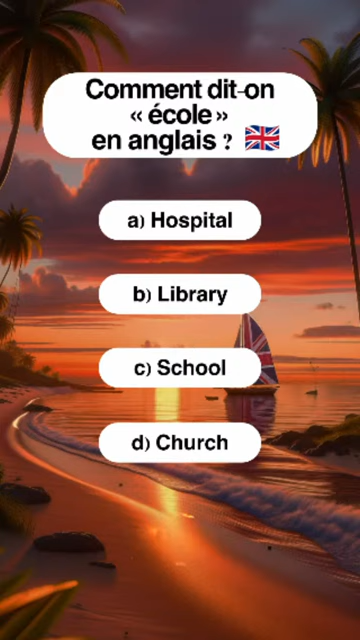 Comment dit-on
« école »
en anglais ? 🇬🇧
a) Hospital
b) Library
c) School
d) Church